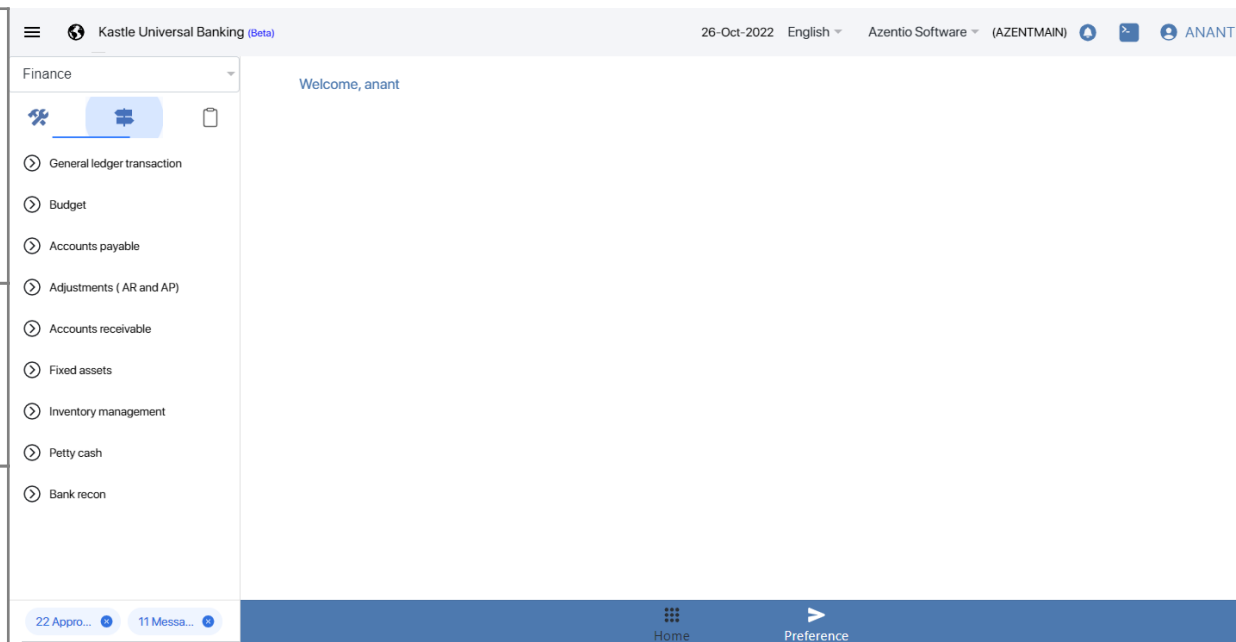 Kastle Universal Banking (Beta)
26-Oct-2022 English Azentio Software (AZENTMAIN) ANANT
Finance
Welcome, anant
General ledger transaction
Budget
Accounts payable
Adjustments ( AR and AP)
Accounts receivable
Fixed assets
Inventory management
Petty cash
Bank recon
22 Appro...
11 Messa...
Home
Preference